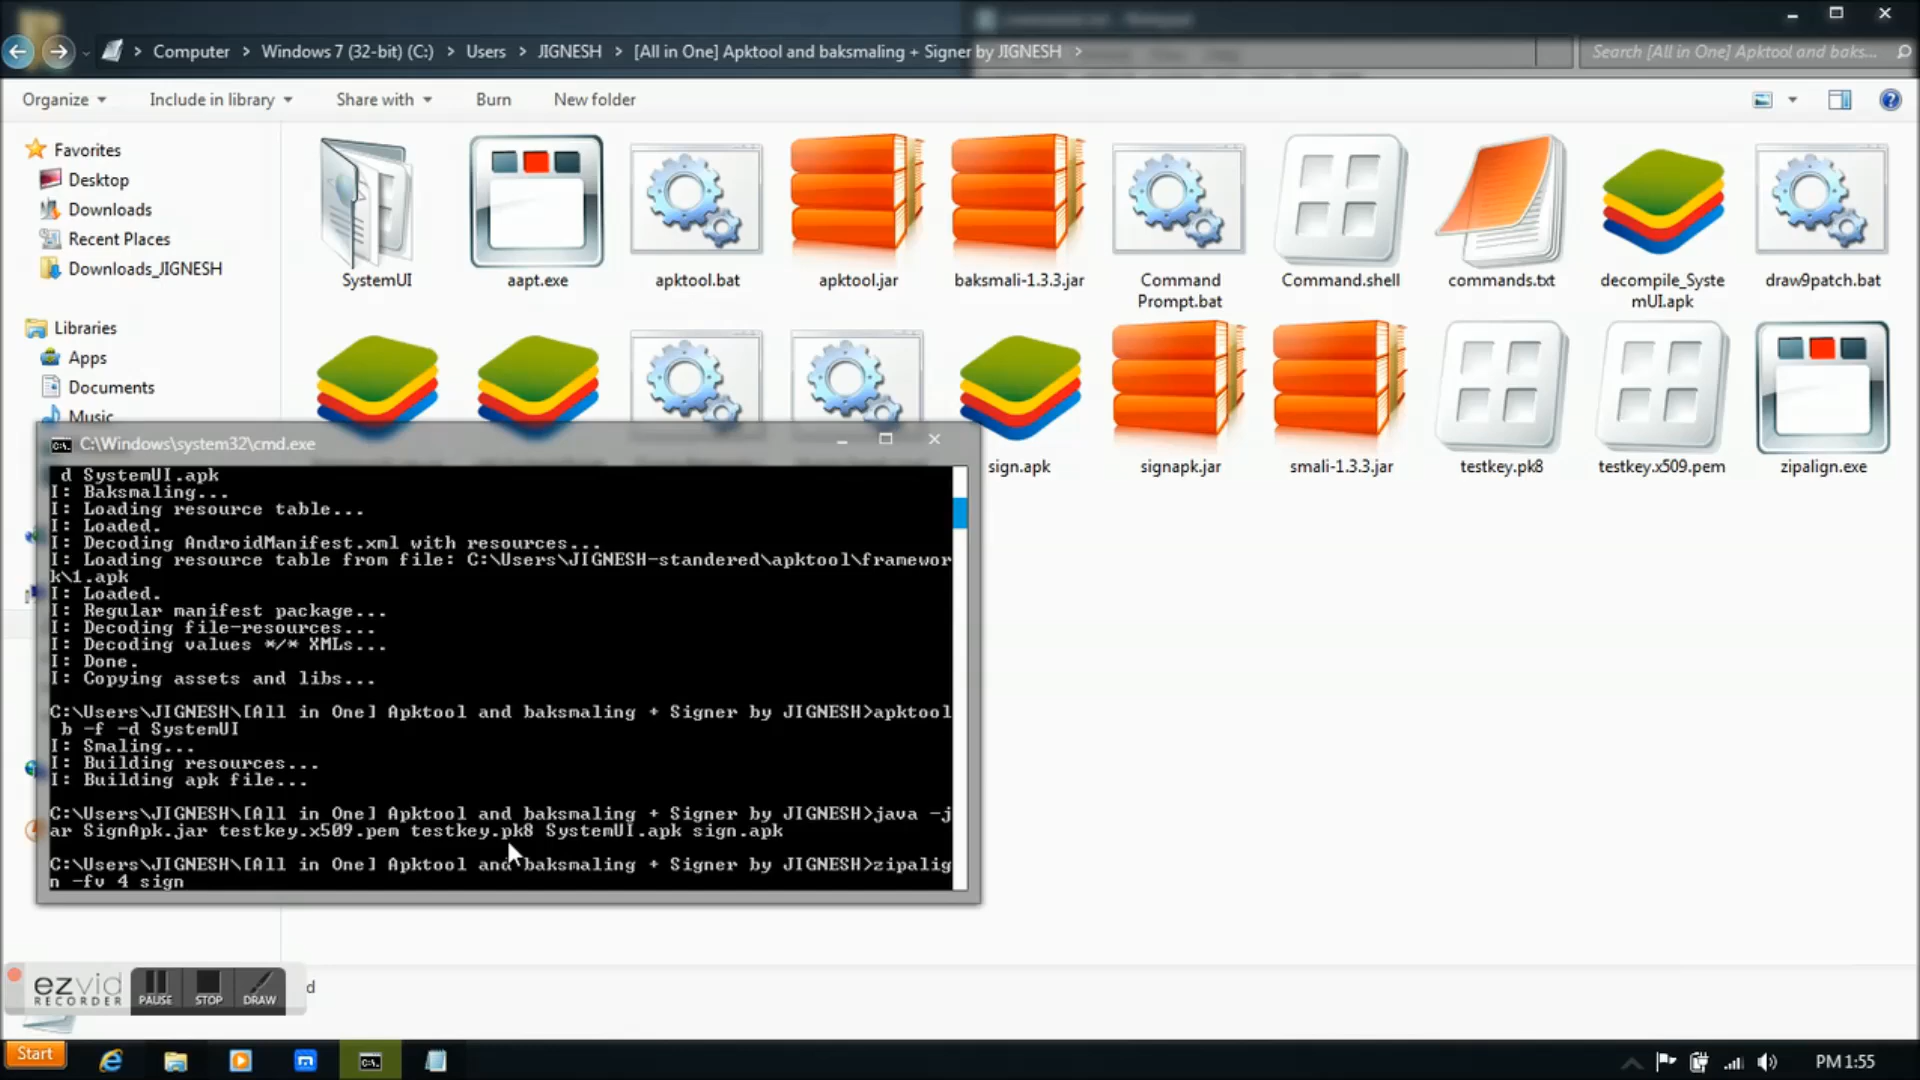 Computer
Windows 7 (32-bit) (C:)
Users
JIGNESH
[All in One] Apktool and baksmaling + Signer by JIGNESH
Search [All in One] Apktool and baks...
Organize
Include in library
Share with
Burn
New folder
Favorites
Desktop
Downloads
Recent Places
Downloads_JIGNESH
Libraries
Apps
Documents
Music
SystemUI
aapt.exe
apktool.bat
apktool.jar
baksmali-1.3.3.jar
Command
Prompt.bat
Command.shell
commands.txt
decompile_Syste
mUI.apk
draw9patch.bat
sign.apk
signapk.jar
smali-1.3.3.jar
testkey.pk8
testkey.x509.pem
zipalign.exe
C:\Windows\system32\cmd.exe
d SystemUI.apk
I: Baksmaling...
I: Loading resource table...
I: Loaded.
I: Decoding AndroidManifest.xml with resources...
I: Loading resource table from file: C:\Users\JIGNESH-standered\apktool\framewor
k\1.apk
I: Loaded.
I: Regular manifest package...
I: Decoding file-resources...
I: Decoding values */* XMLs...
I: Done.
I: Copying assets and libs...
C:\Users\JIGNESH\[All in One] Apktool and baksmaling + Signer by JIGNESH>apktool
b -f -d SystemUI
I: Smaling...
I: Building resources...
I: Building apk file...
C:\Users\JIGNESH\[All in One] Apktool and baksmaling + Signer by JIGNESH>java -j
ar SignApk.jar testkey.x509.pem testkey.pk8 SystemUI.apk sign.apk
C:\Users\JIGNESH\[All in One] Apktool and baksmaling + Signer by JIGNESH>zipalig
n -fv 4 sign
ezvid
RECORDER
PAUSE
STOP
DRAW
d
Start
PM 1:55